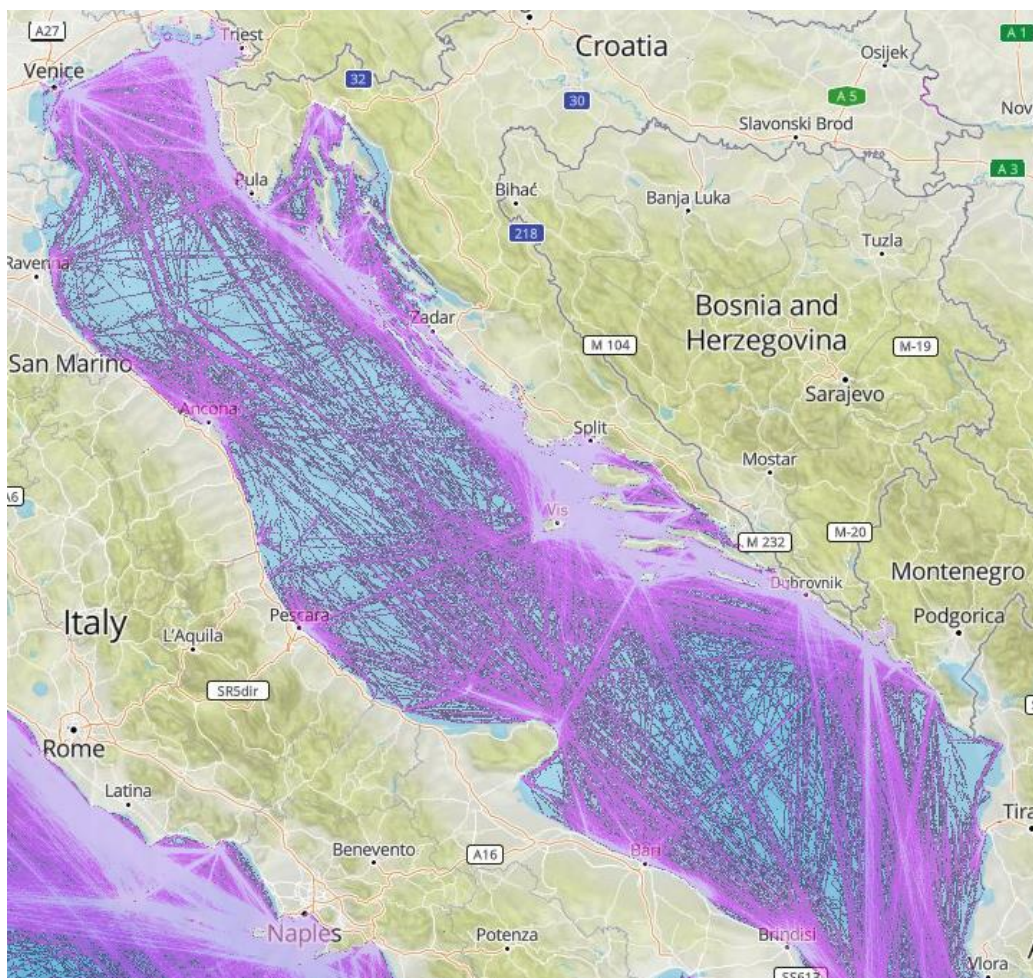 A27
Triest
Croatia
Osijek
A 1
Venice
32
30
A 5
Slavonski Brod
Nov
A 3
Pula
Bihać
Banja Luka
218
Tuzla
Ravenna
Zadar
Bosnia and
Herzegovina
M 104
M-19
San Marino
Sarajevo
Ancona
Split
Mostar
A6
Vis
M 232
M-20
Dubrovnik
Montenegro
Italy
Pescara
Podgorica
L'Aquila
SR5dir
Rome
Latina
Tira
Benevento
A16
Bari
Naples
Potenza
Brindisi
Vlora
SS613